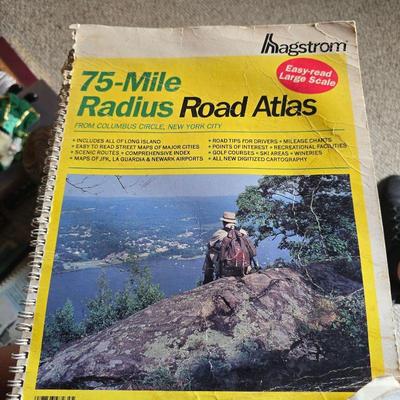 hagstrom
Easy-read
Large Scale
75-Mile
Radius Road Atlas
FROM COLUMBUS CIRCLE, NEW YORK CITY
• INCLUDES ALL OF LONG ISLAND
• EASY TO READ STREET MAPS OF MAJOR CITIES
• SCENIC ROUTES • COMPREHENSIVE INDEX
• MAPS OF JFK, LA GUARDIA & NEWARK AIRPORTS
• ROAD TIPS FOR DRIVERS • MILEAGE CHARTS
• POINTS OF INTEREST • RECREATIONAL FACILITIES
• GOLF COURSES • SKI AREAS • WINERIES
• ALL NEW DIGITIZED CARTOGRAPHY